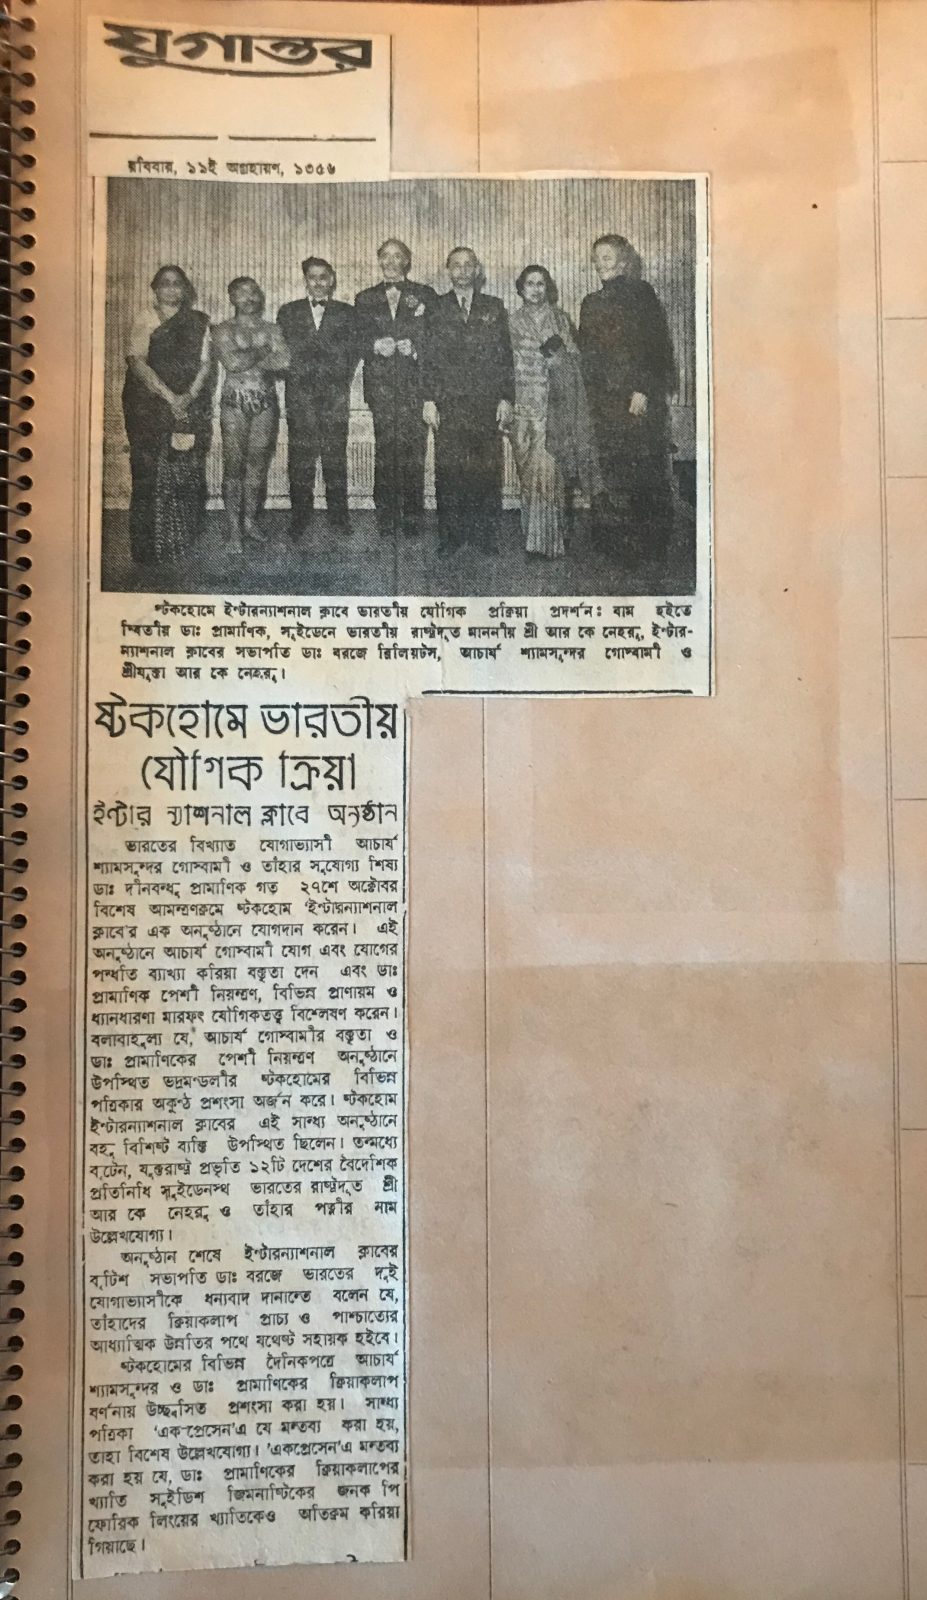 যুগান্তর
রবিবার, ১১ই অগ্রহায়ণ, ১৩৫৬
ষ্টকহোমে ইণ্টারন্যাশনাল ক্লাবে ভারতীয় যৌগিক প্রক্রিয়া প্রদর্শন: বাম হইতে
দ্বিতীয় ডাঃ প্রামাণিক, সুইডেনে ভারতীয় রাষ্ট্রদূত মাননীয় শ্রী আর কে নেহরু, ইণ্টার-
ন্যাশনাল ক্লাবের সভাপতি ডাঃ বরজে ব্রিলিয়টস, আচার্য শ্যামসুন্দর গোস্বামী ও
শ্রীযুক্তা আর কে নেহরু।
ষ্টকহোমে ভারতীয়
যৌগিক ক্রিয়া
ইণ্টার ন্যাশনাল ক্লাবে অনুষ্ঠান
ভারতের বিখ্যাত যোগাভ্যাসী আচার্য
শ্যামসুন্দর গোস্বামী ও তাঁহার সুযোগ্য শিষ্য
ডাঃ দীনবন্ধু প্রামাণিক গত ২৭শে অক্টোবর
বিশেষ আমন্ত্রণক্রমে ষ্টকহোম 'ইণ্টারন্যাশনাল
ক্লাবে'র এক অনুষ্ঠানে যোগদান করেন। এই
অনুষ্ঠানে আচার্য গোস্বামী যোগ এবং যোগের
পদ্ধতি ব্যাখ্যা করিয়া বক্তৃতা দেন এবং ডাঃ
প্রামাণিক পেশী নিয়ন্ত্রণ, বিভিন্ন প্রাণায়ম ও
ধ্যানধারণা মারফৎ যৌগিকতত্ত্ব বিশ্লেষণ করেন।
বলাবাহুল্য যে, আচার্য গোস্বামীর বক্তৃতা ও
ডাঃ প্রামাণিকের পেশী নিয়ন্ত্রণ অনুষ্ঠানে
উপস্থিত ভদ্রমণ্ডলীর ষ্টকহোমের বিভিন্ন
পত্রিকার অকুণ্ঠ প্রশংসা অর্জন করে। ষ্টকহোম
ইণ্টারন্যাশনাল ক্লাবের এই সান্ধ্য অনুষ্ঠানে
বহু বিশিষ্ট ব্যক্তি উপস্থিত ছিলেন। তন্মধ্যে
বৃটেন, যুক্তরাষ্ট্র প্রভৃতি ১২টি দেশের বৈদেশিক
প্রতিনিধি সুইডেনস্থ ভারতের রাষ্ট্রদূত শ্রী
আর কে নেহরু ও তাঁহার পত্নীর নাম
উল্লেখযোগ্য।
অনুষ্ঠান শেষে ইণ্টারন্যাশনাল ক্লাবের
বৃটিশ সভাপতি ডাঃ বরজে ভারতের দুই
যোগাভ্যাসীকে ধন্যবাদ দানান্তে বলেন যে,
তাঁহাদের ক্রিয়াকলাপ প্রাচ্য ও পাশ্চাত্যের
আধ্যাত্মিক উন্নতির পথে যথেষ্ট সহায়ক হইবে।
ষ্টকহোমের বিভিন্ন দৈনিকপত্রে আচার্য
শ্যামসুন্দর ও ডাঃ প্রামাণিকের ক্রিয়াকলাপ
বর্ণনায় উচ্ছ্বসিত প্রশংসা করা হয়। সান্ধ্য
পত্রিকা 'এক-প্রেসেন'এ যে মন্তব্য করা হয়,
তাহা বিশেষ উল্লেখযোগ্য। 'একপ্রেসেন'এ মন্তব্য
করা হয় যে, ডাঃ প্রামাণিকের ক্রিয়াকলাপের
খ্যাতি সুইডিশ জিমনাষ্টিকের জনক পি
ফেরিক লিংয়ের খ্যাতিকেও অতিক্রম করিয়া
গিয়াছে।